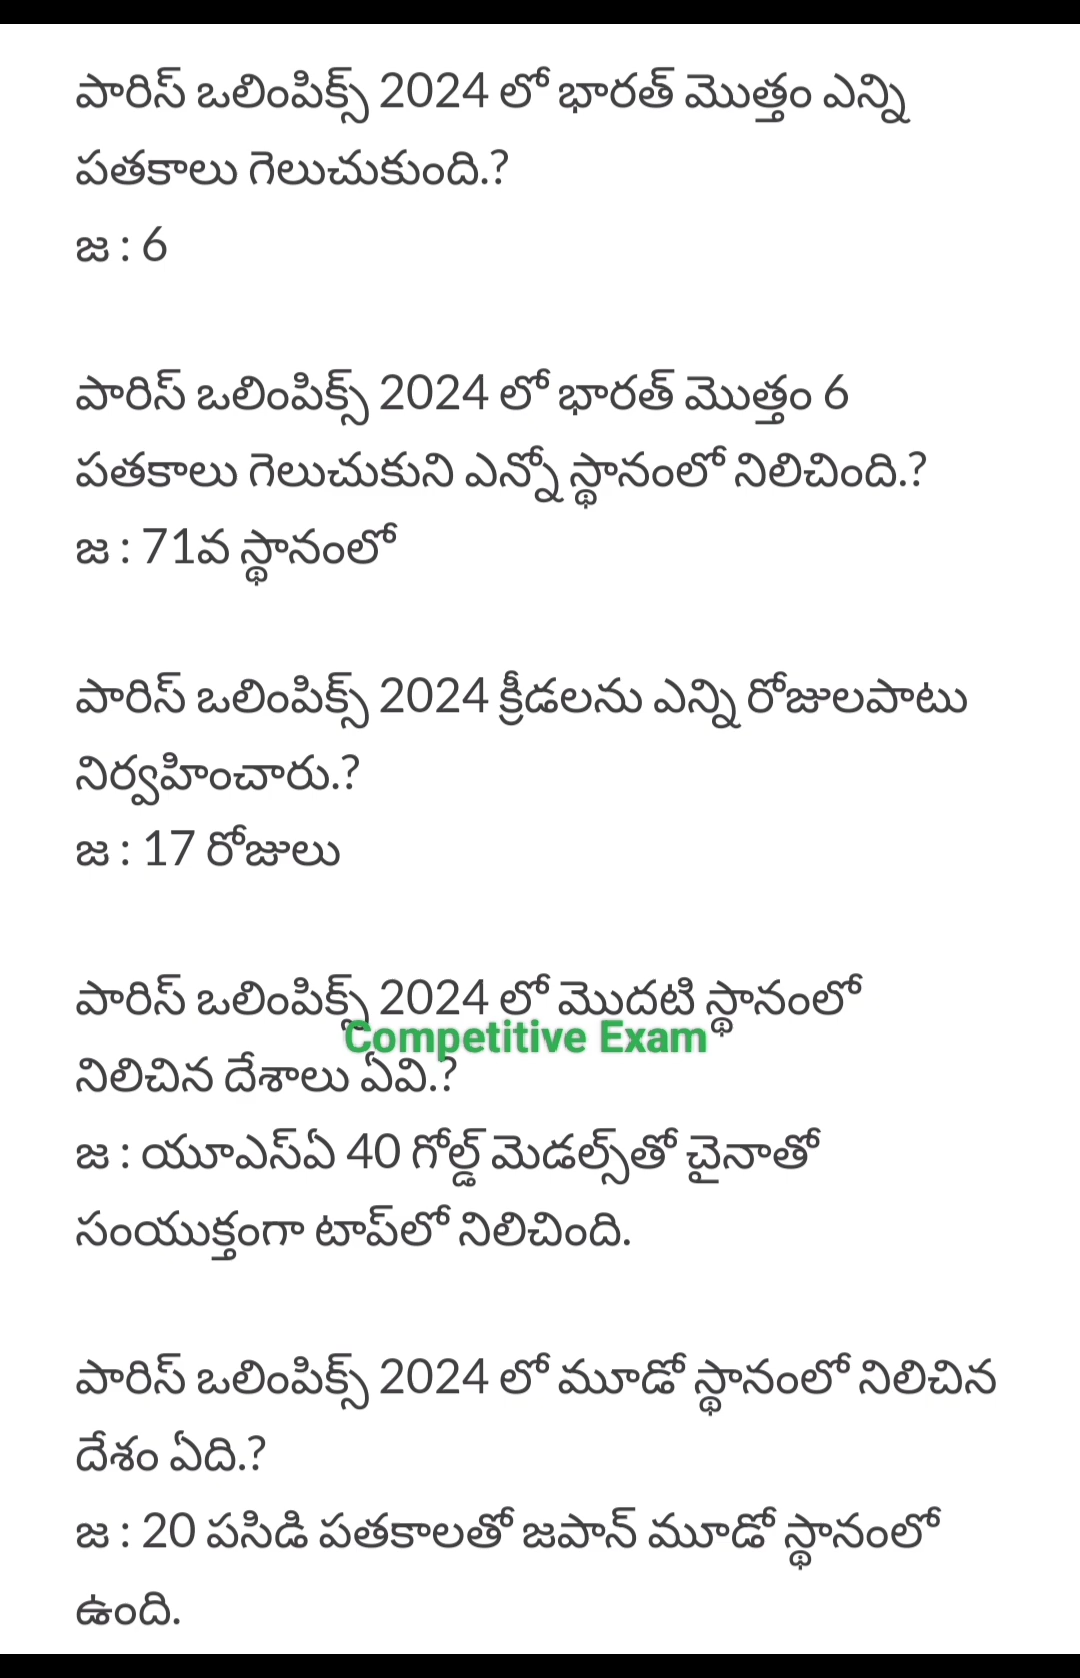 పారిస్ ఒలింపిక్స్ 2024 లో భారత్ మొత్తం ఎన్ని
పతకాలు గెలుచుకుంది.?
జ : 6
పారిస్ ఒలింపిక్స్ 2024 లో భారత్ మొత్తం 6
పతకాలు గెలుచుకుని ఎన్నో స్థానంలో నిలిచింది.?
జ : 71వ స్థానంలో
పారిస్ ఒలింపిక్స్ 2024 క్రీడలను ఎన్ని రోజులపాటు
నిర్వహించారు.?
జ : 17 రోజులు
పారిస్ ఒలింపిక్స్ 2024 లో మొదటి స్థానంలో
Competitive Exam
నిలిచిన దేశాలు ఏవి.?
జ : యూఎస్ఏ 40 గోల్డ్ మెడల్స్‌తో చైనాతో
సంయుక్తంగా టాప్‌లో నిలిచింది.
పారిస్ ఒలింపిక్స్ 2024 లో మూడో స్థానంలో నిలిచిన
దేశం ఏది.?
జ : 20 పసిడి పతకాలతో జపాన్ మూడో స్థానంలో
ఉంది.